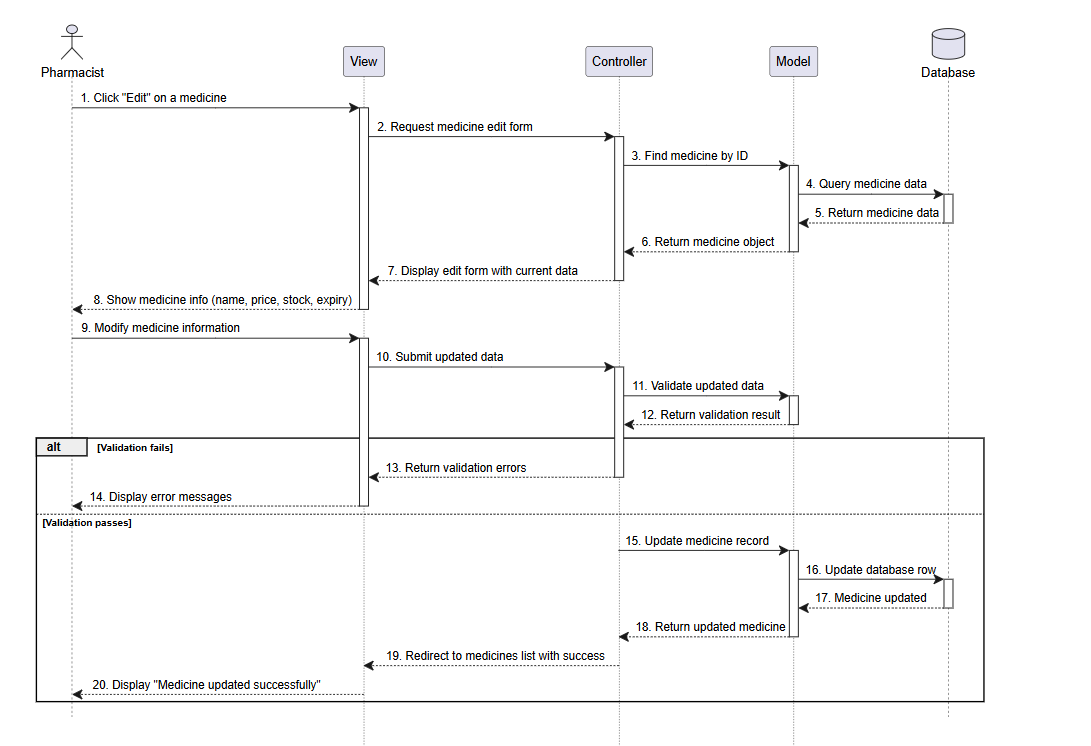 Pharmacist
View
Controller
Model
Database
1. Click "Edit" on a medicine
2. Request medicine edit form
3. Find medicine by ID
4. Query medicine data
5. Return medicine data
6. Return medicine object
7. Display edit form with current data
8. Show medicine info (name, price, stock, expiry)
9. Modify medicine information
10. Submit updated data
11. Validate updated data
12. Return validation result
alt
[Validation fails]
13. Return validation errors
14. Display error messages
[Validation passes]
15. Update medicine record
16. Update database row
17. Medicine updated
18. Return updated medicine
19. Redirect to medicines list with success
20. Display "Medicine updated successfully"